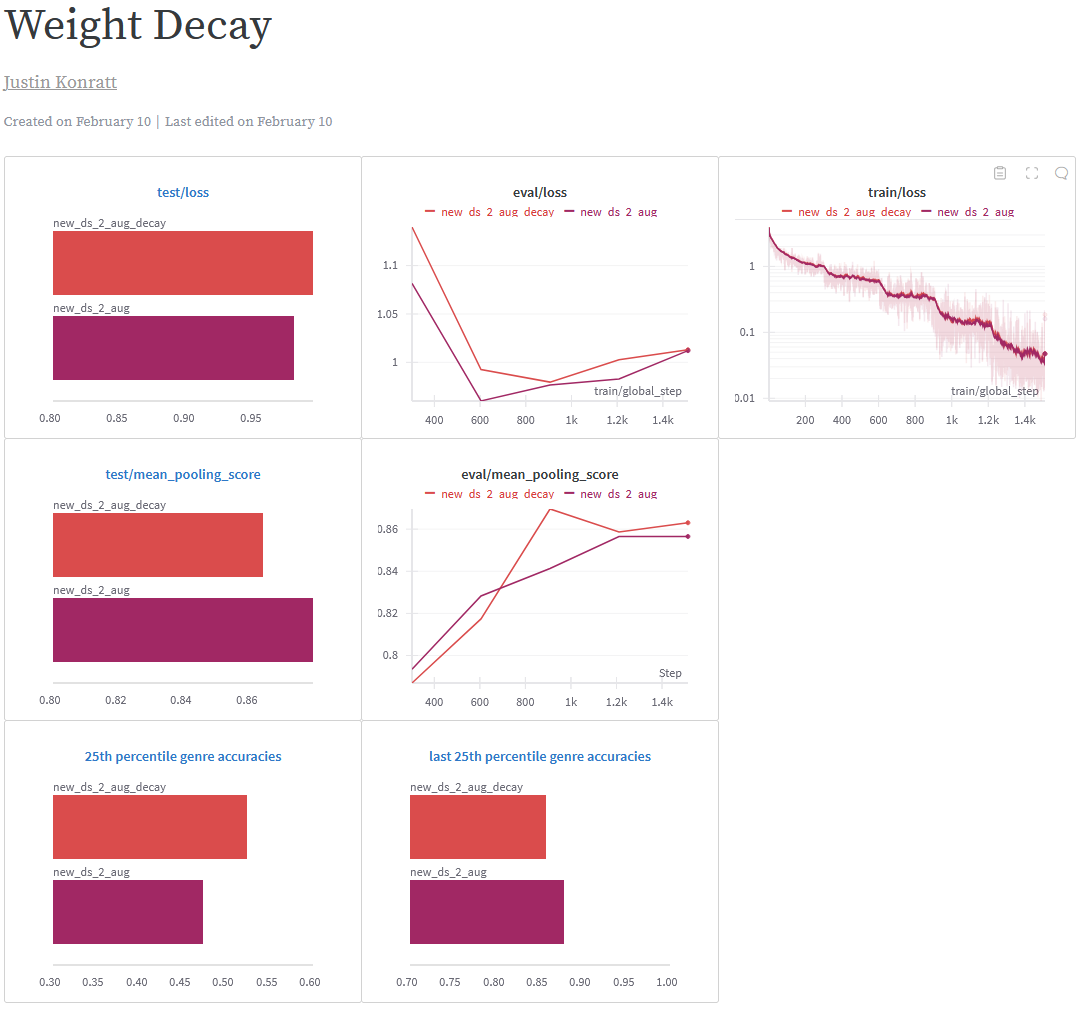 Weight Decay
Justin Konratt
Created on February 10 | Last edited on February 10
test/loss
new_ds_2_aug_decay
new_ds_2_aug
0.80 0.85 0.90 0.95
eval/loss
new_ds_2_aug_decay new_ds_2_aug
1.1
1.05
1
train/global_step
400 600 800 1k 1.2k 1.4k
train/loss
new_ds_2_aug_decay new_ds_2_aug
1
0.1
0.01
train/global_step
200 400 600 800 1k 1.2k 1.4k
test/mean_pooling_score
new_ds_2_aug_decay
new_ds_2_aug
0.80 0.82 0.84 0.86
eval/mean_pooling_score
new_ds_2_aug_decay new_ds_2_aug
0.86
0.84
0.82
0.8
Step
400 600 800 1k 1.2k 1.4k
25th percentile genre accuracies
new_ds_2_aug_decay
new_ds_2_aug
0.30 0.35 0.40 0.45 0.50 0.55 0.60
last 25th percentile genre accuracies
new_ds_2_aug_decay
new_ds_2_aug
0.70 0.75 0.80 0.85 0.90 0.95 1.00